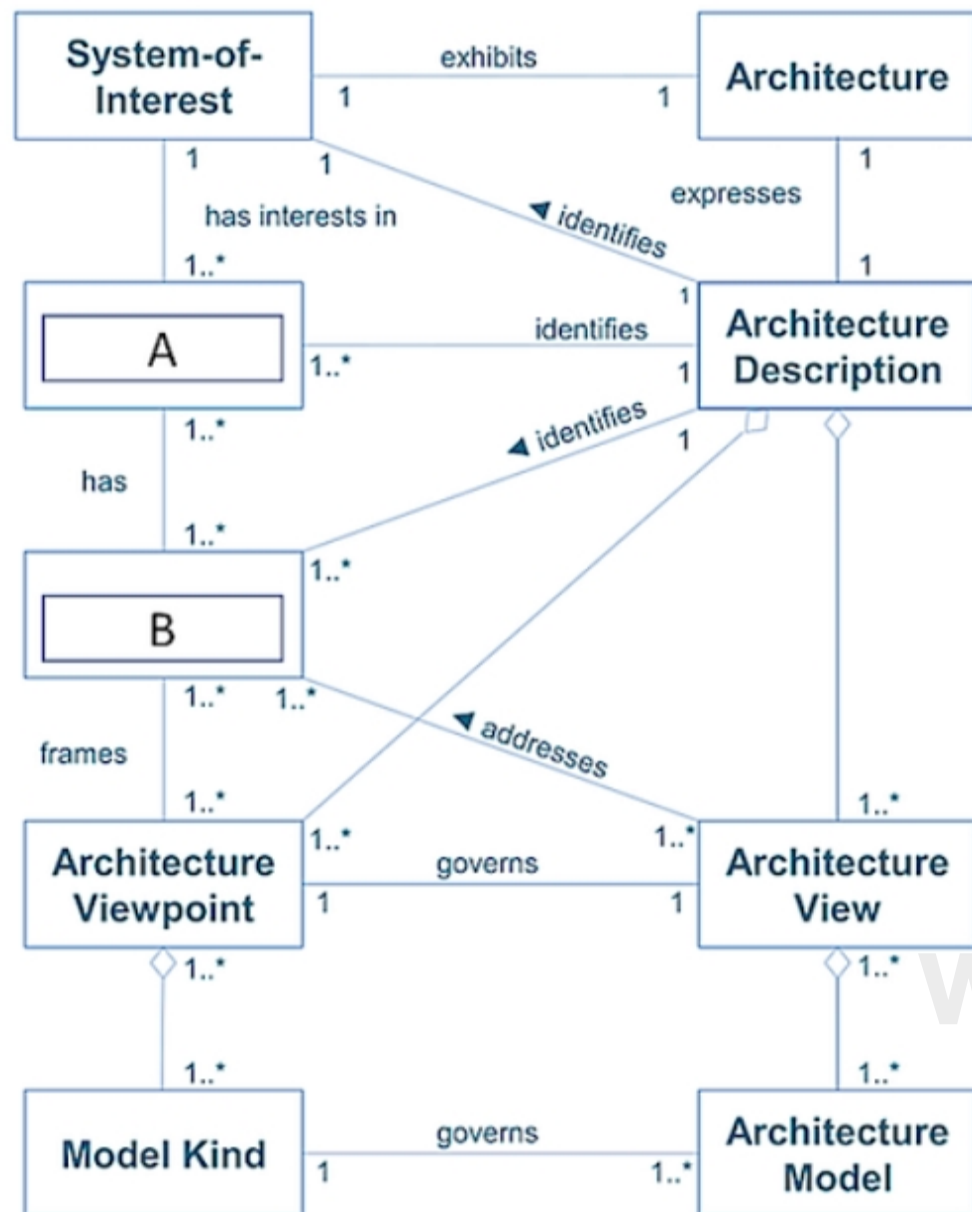 System-of-
Interest
exhibits
1
1
Architecture
1
1
has interests in
identifies
expresses
1
1..*
1
1
A
1..*
identifies
1
Architecture
Description
1..*
has
identifies
1
1..*
1..*
B
1..*
1..*
frames
addresses
1..*
1..*
1..*
1..*
Architecture
Viewpoint
governs
1
1
Architecture
View
1..*
1..*
1..*
1..*
Model Kind
governs
1
1..*
Architecture
Model